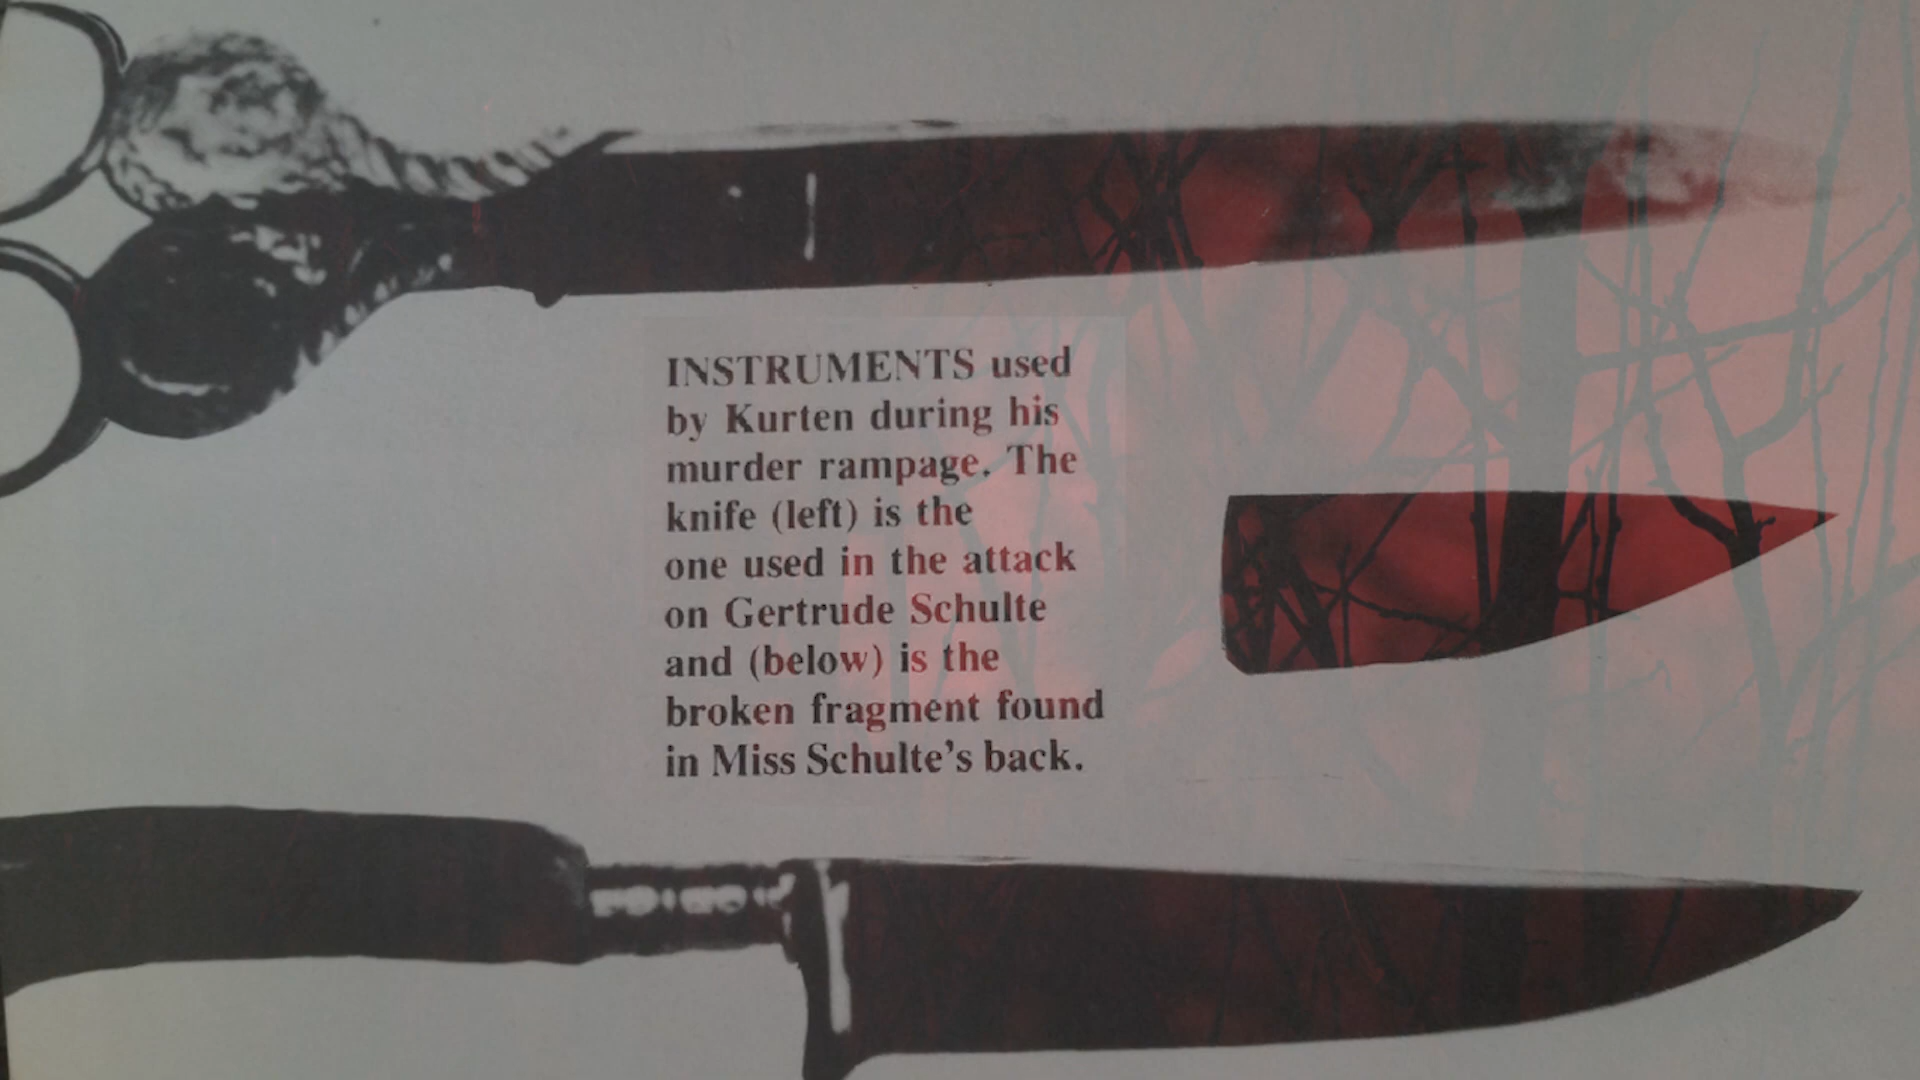 INSTRUMENTS used
by Kurten during his
murder rampage. The
knife (left) is the
one used in the attack
on Gertrude Schulte
and (below) is the
broken fragment found
in Miss Schulte's back.